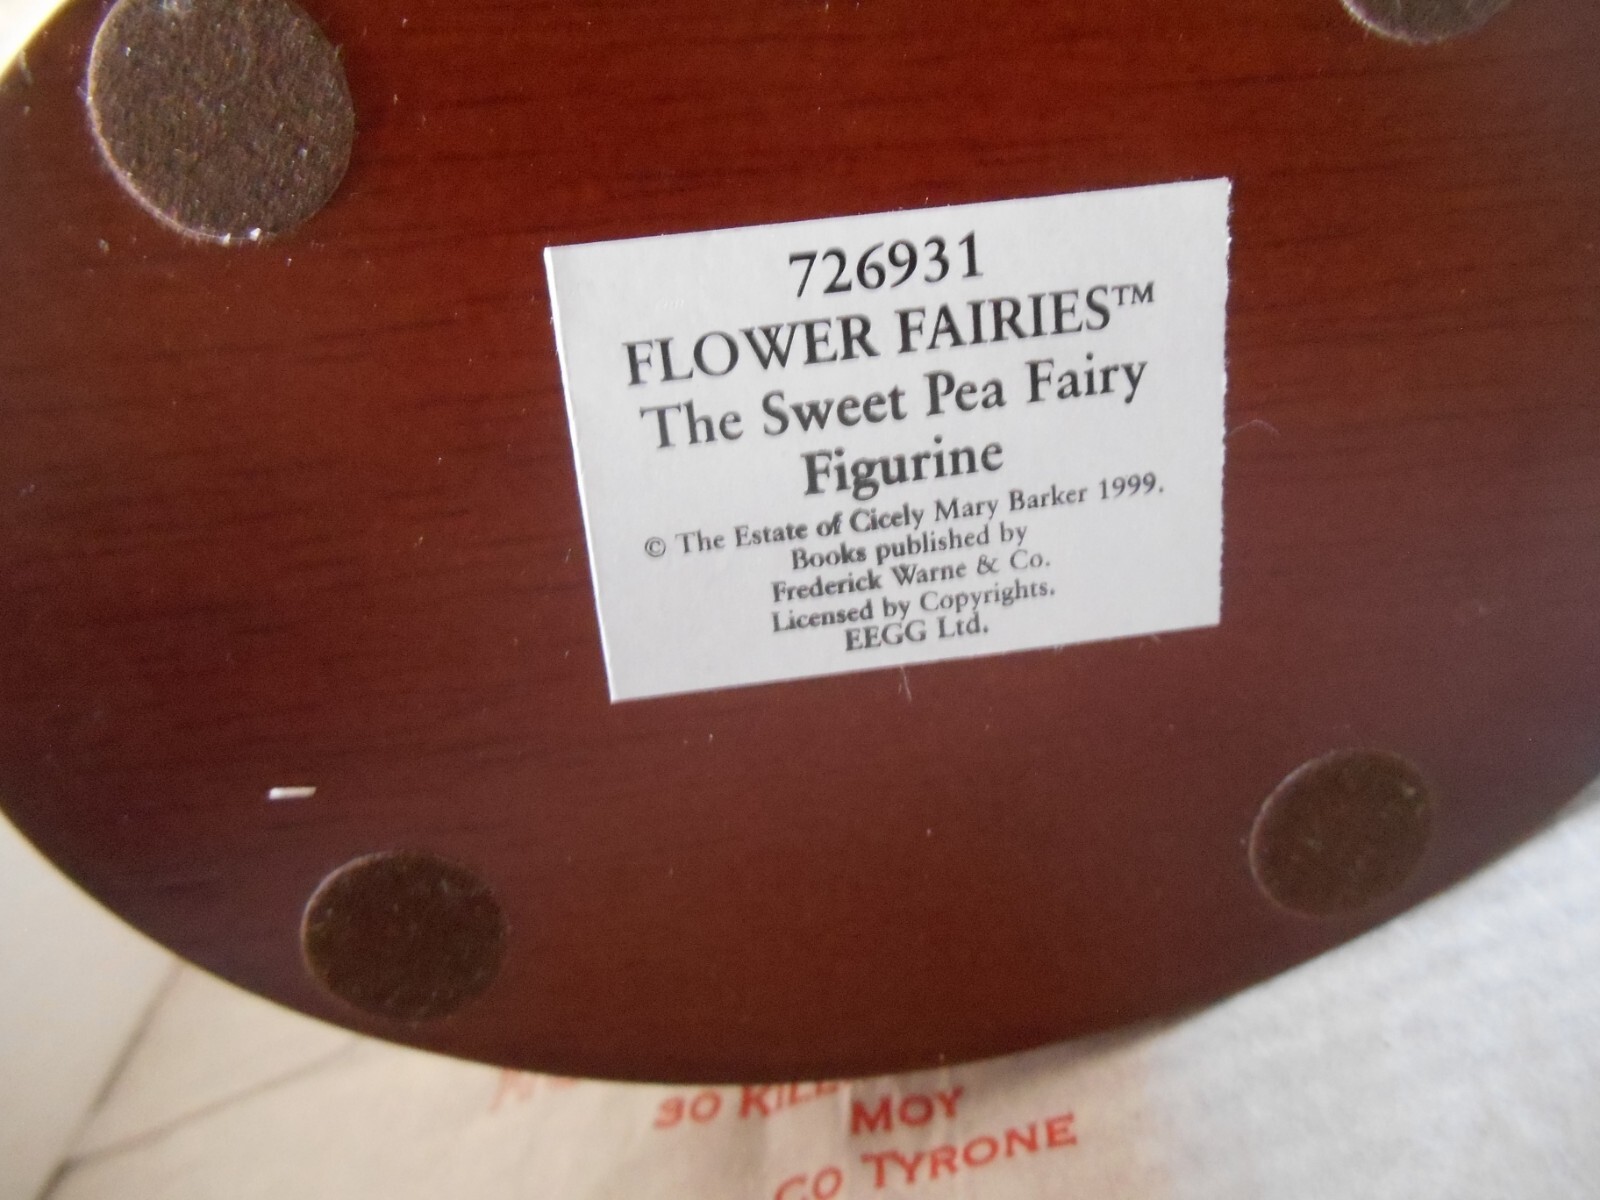 726931
FLOWER FAIRIES™
The Sweet Pea Fairy
Figurine
© The Estate of Cicely Mary Barker 1999.
Books published by
Frederick Warne & Co.
Licensed by Copyrights.
EEGG Ltd.
30
MOY
CO TYRONE